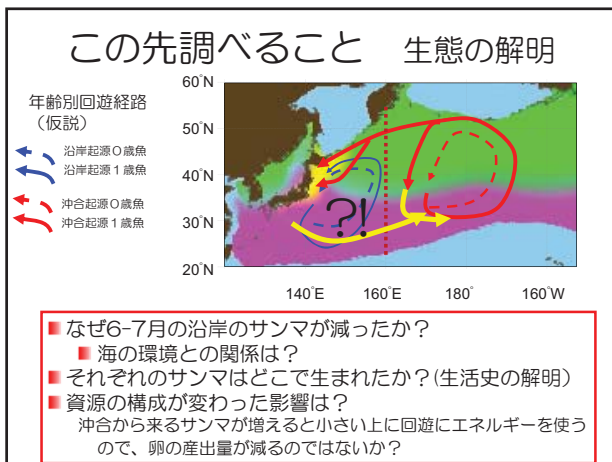 この先調べること 生態の解明
年齢別回遊経路
(仮説)
沿岸起源0歳魚
沿岸起源1歳魚
沖合起源0歳魚
沖合起源1歳魚
60°N
50°N
40°N
30°N
20°N
?!
140°E 160°E 180° 160°W
なぜ6-7月の沿岸のサンマが減ったか？
海の環境との関係は？
それぞれのサンマはどこで生まれたか？(生活史の解明)
資源の構成が変わった影響は？
沖合から来るサンマが増えると小さい上に回遊にエネルギーを使う
ので、卵の産出量が減るのではないか？